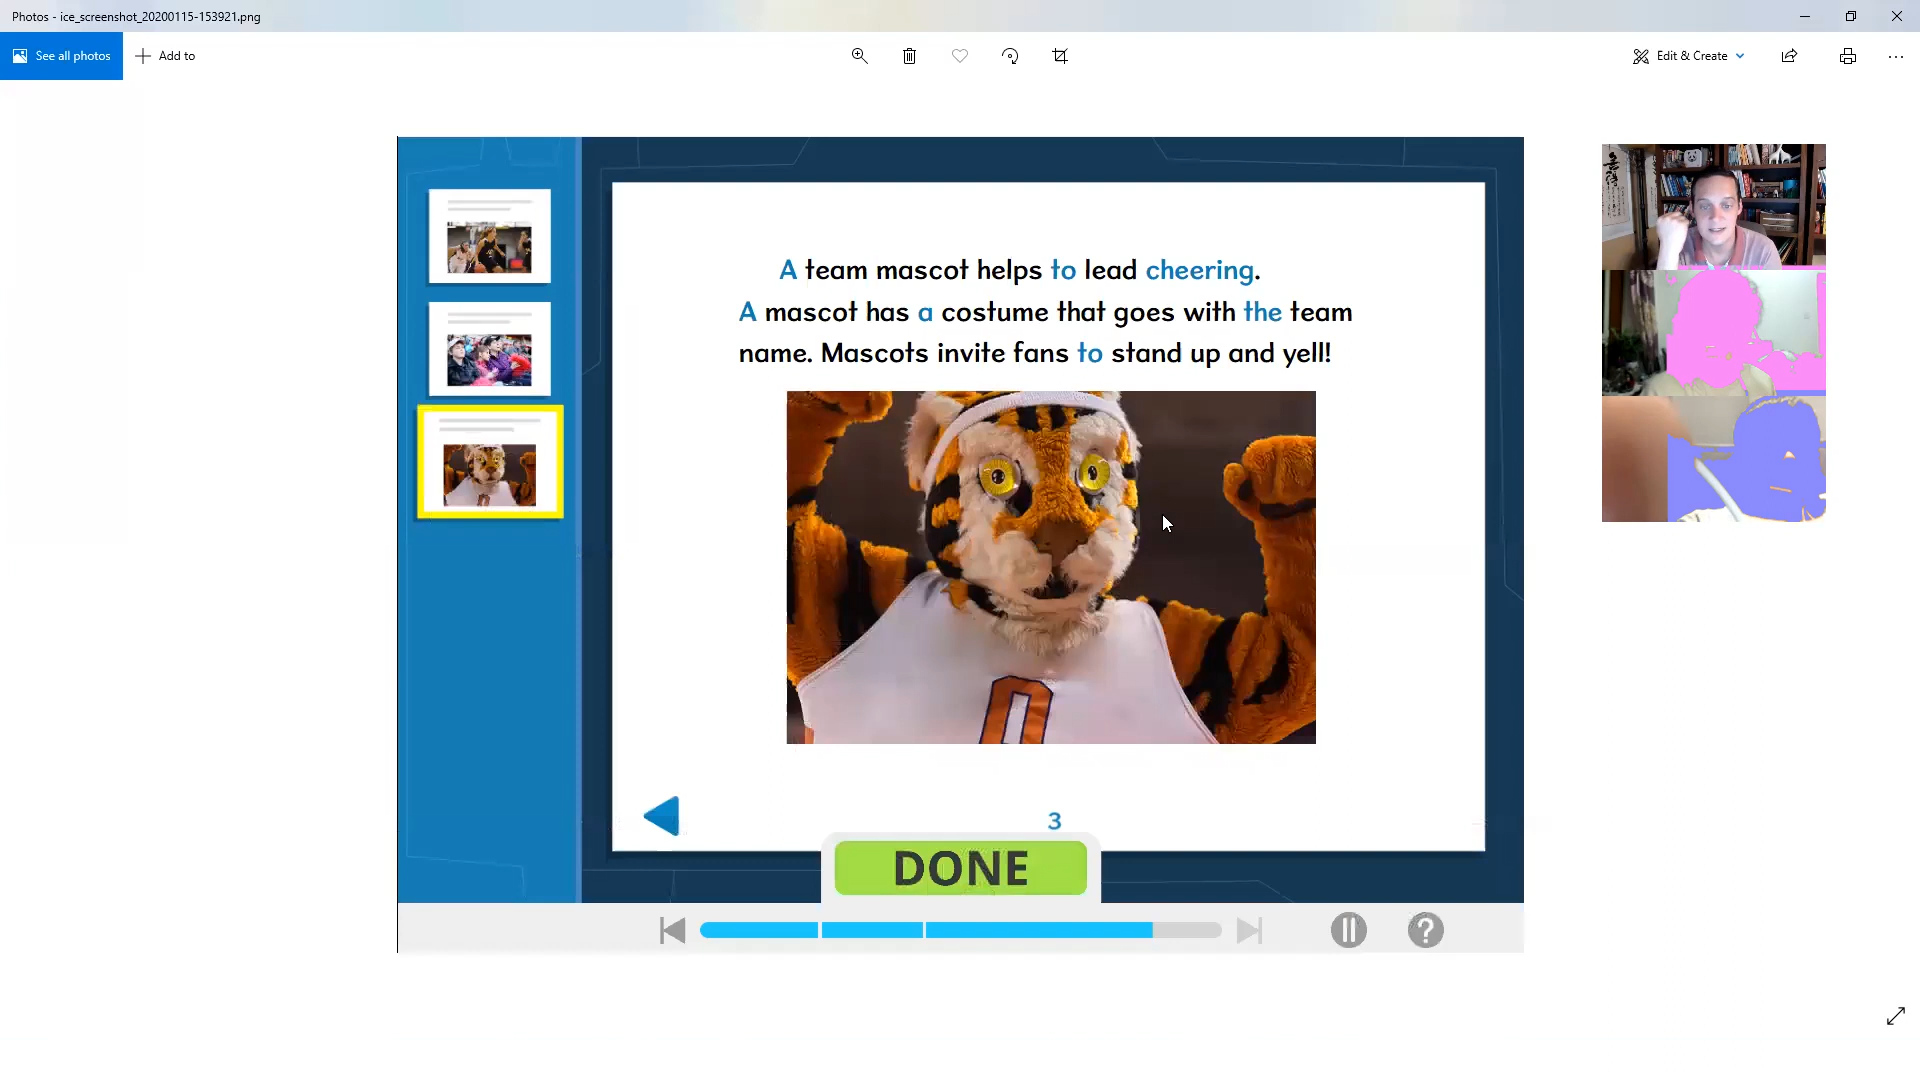 Photos - ice_screenshot_20200115-153921.png
See all photos
Add to
Edit & Create
A team mascot helps to lead cheering.
A mascot has a costume that goes with the team
name. Mascots invite fans to stand up and yell!
3
DONE
?